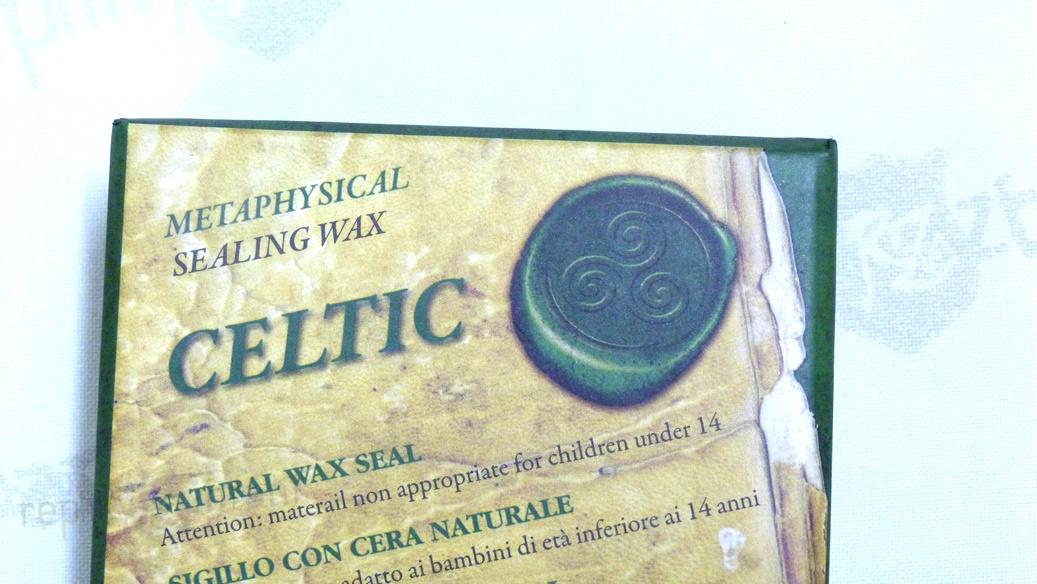 METAPHYSICAL
SEALING WAX
CELTIC
NATURAL WAX SEAL
Attention: materail non appropriate for children under 14
SIGILLO CON CERA NATURALE
adatto ai bambini di età inferiore ai 14 anni